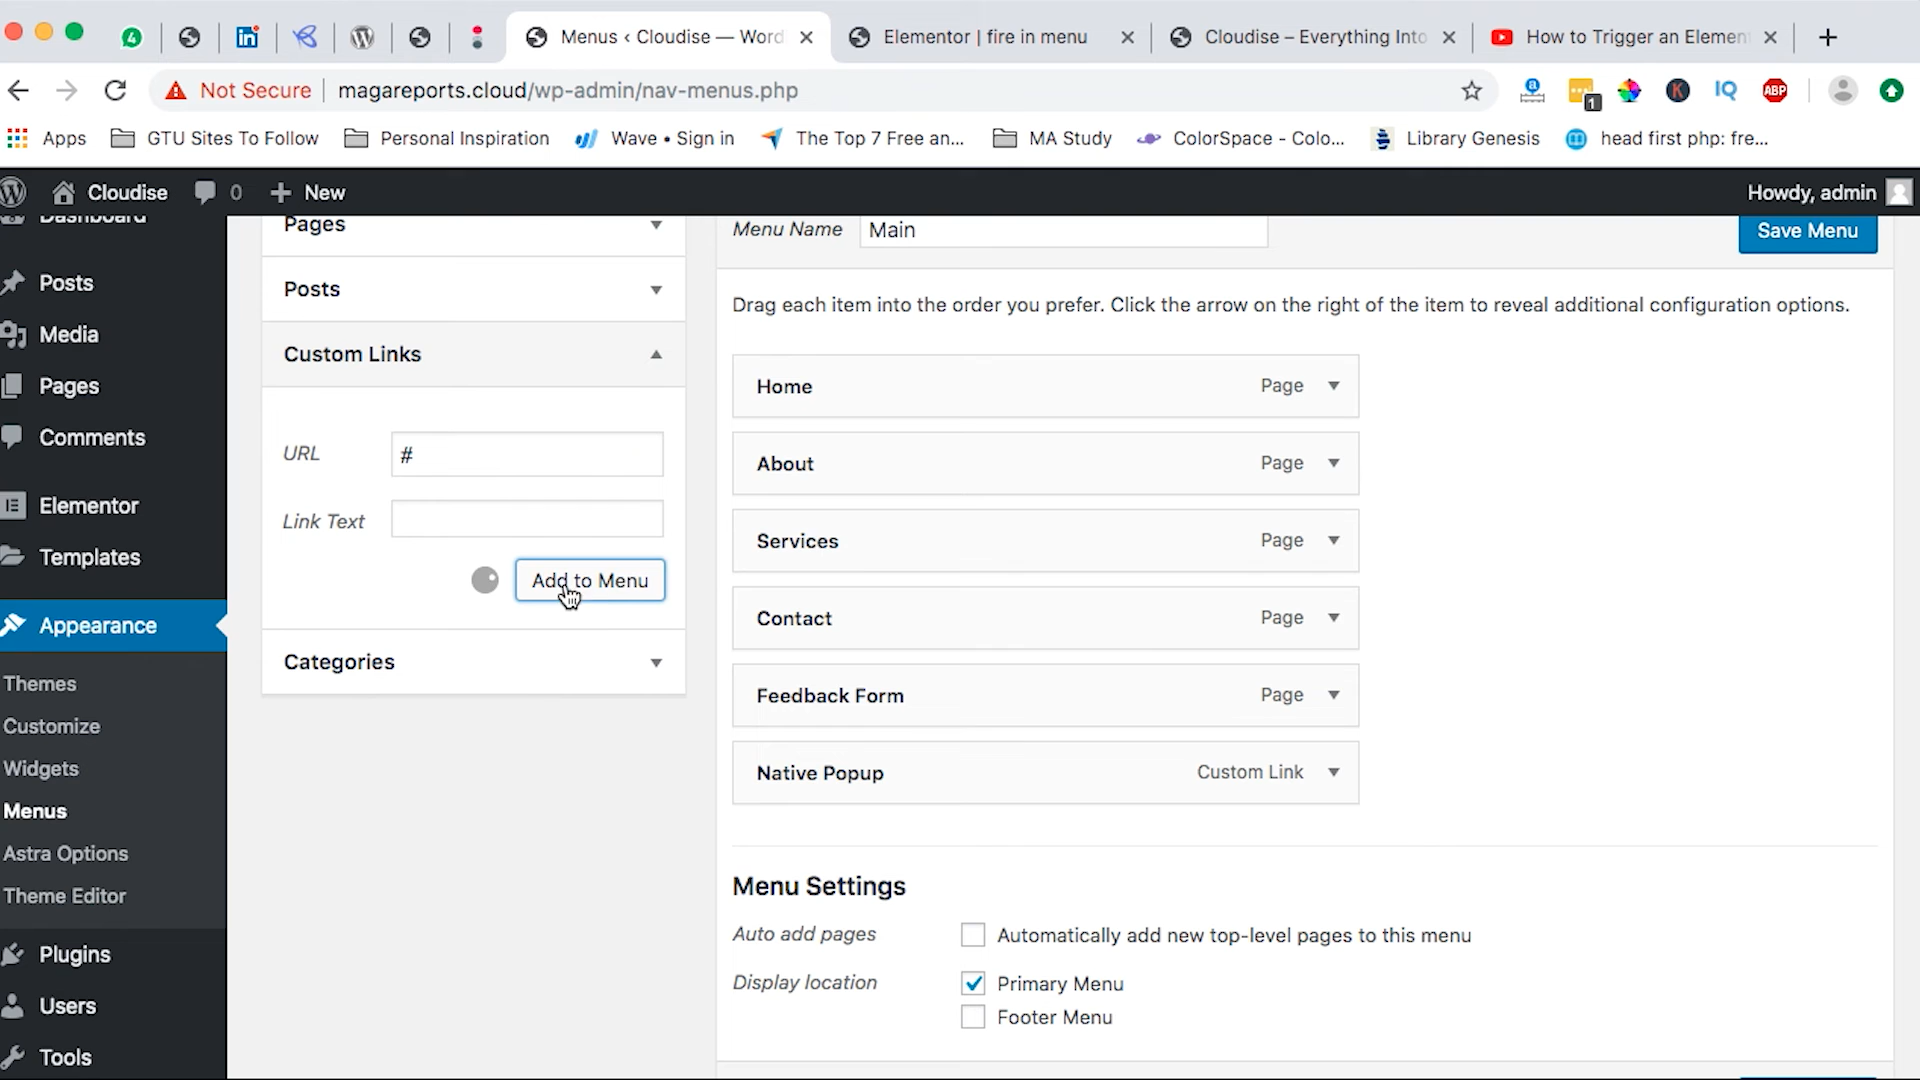 4
Menus ‹ Cloudise — Word
Elementor | fire in menu
Cloudise – Everything Into
How to Trigger an Elemen
Not Secure
magareports.cloud/wp-admin/nav-menus.php
1
K
IQ
ABP
Apps
GTU Sites To Follow
Personal Inspiration
Wave • Sign in
The Top 7 Free an...
MA Study
ColorSpace - Colo...
Library Genesis
head first php: fre...
Cloudise
0
New
Howdy, admin
Dashboard
Posts
Media
Pages
Comments
Elementor
Templates
Appearance
Themes
Customize
Widgets
Menus
Astra Options
Theme Editor
Plugins
Users
Tools
Pages
Posts
Custom Links
URL #
Link Text
Add to Menu
Categories
Menu Name Main
Save Menu
Drag each item into the order you prefer. Click the arrow on the right of the item to reveal additional configuration options.
Home Page
About Page
Services Page
Contact Page
Feedback Form Page
Native Popup Custom Link
Menu Settings
Auto add pages Automatically add new top-level pages to this menu
Display location Primary Menu
Footer Menu